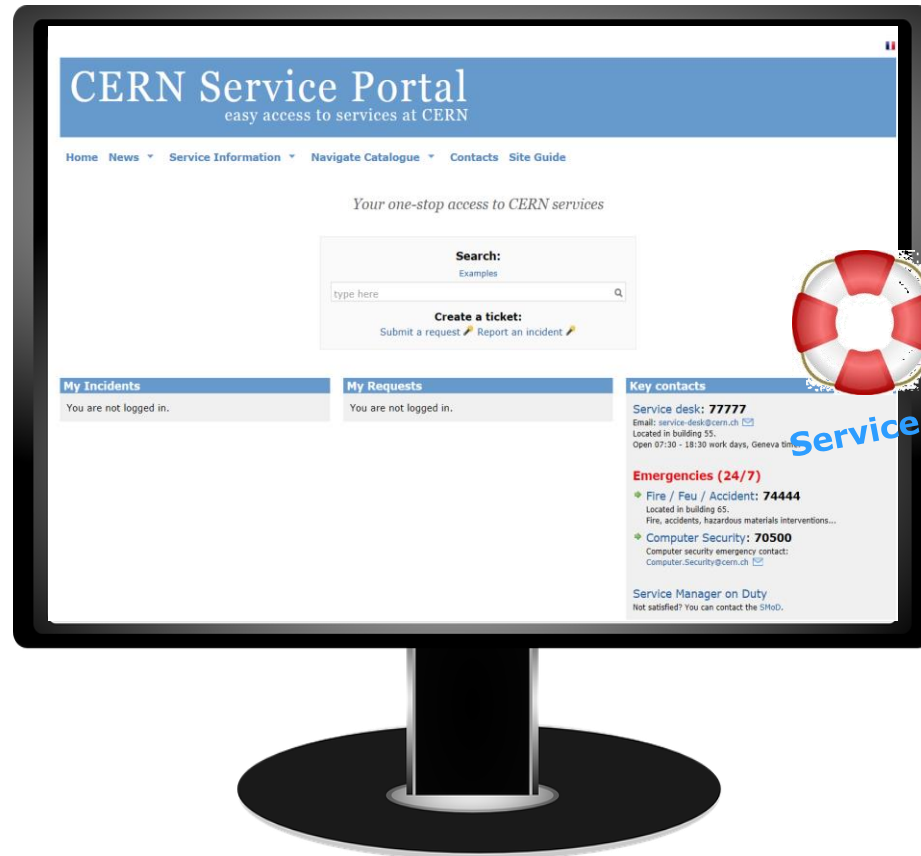 CERN Service Portal
easy access to services at CERN
Home News Service Information Navigate Catalogue Contacts Site Guide
Your one-stop access to CERN services
Search:
Examples
type here
Create a ticket:
Submit a request Report an incident
My Incidents
You are not logged in.
My Requests
You are not logged in.
Key contacts
Service desk: 77777
Email: service-desk@cern.ch
Located in building 55.
Open 07:30 - 18:30 work days, Geneva time
Service
Emergencies (24/7)
Fire / Feu / Accident: 74444
Located in building 65.
Fire, accidents, hazardous materials interventions...
Computer Security: 70500
Computer security emergency contact:
Computer.Security@cern.ch
Service Manager on Duty
Not satisfied? You can contact the SMoD.